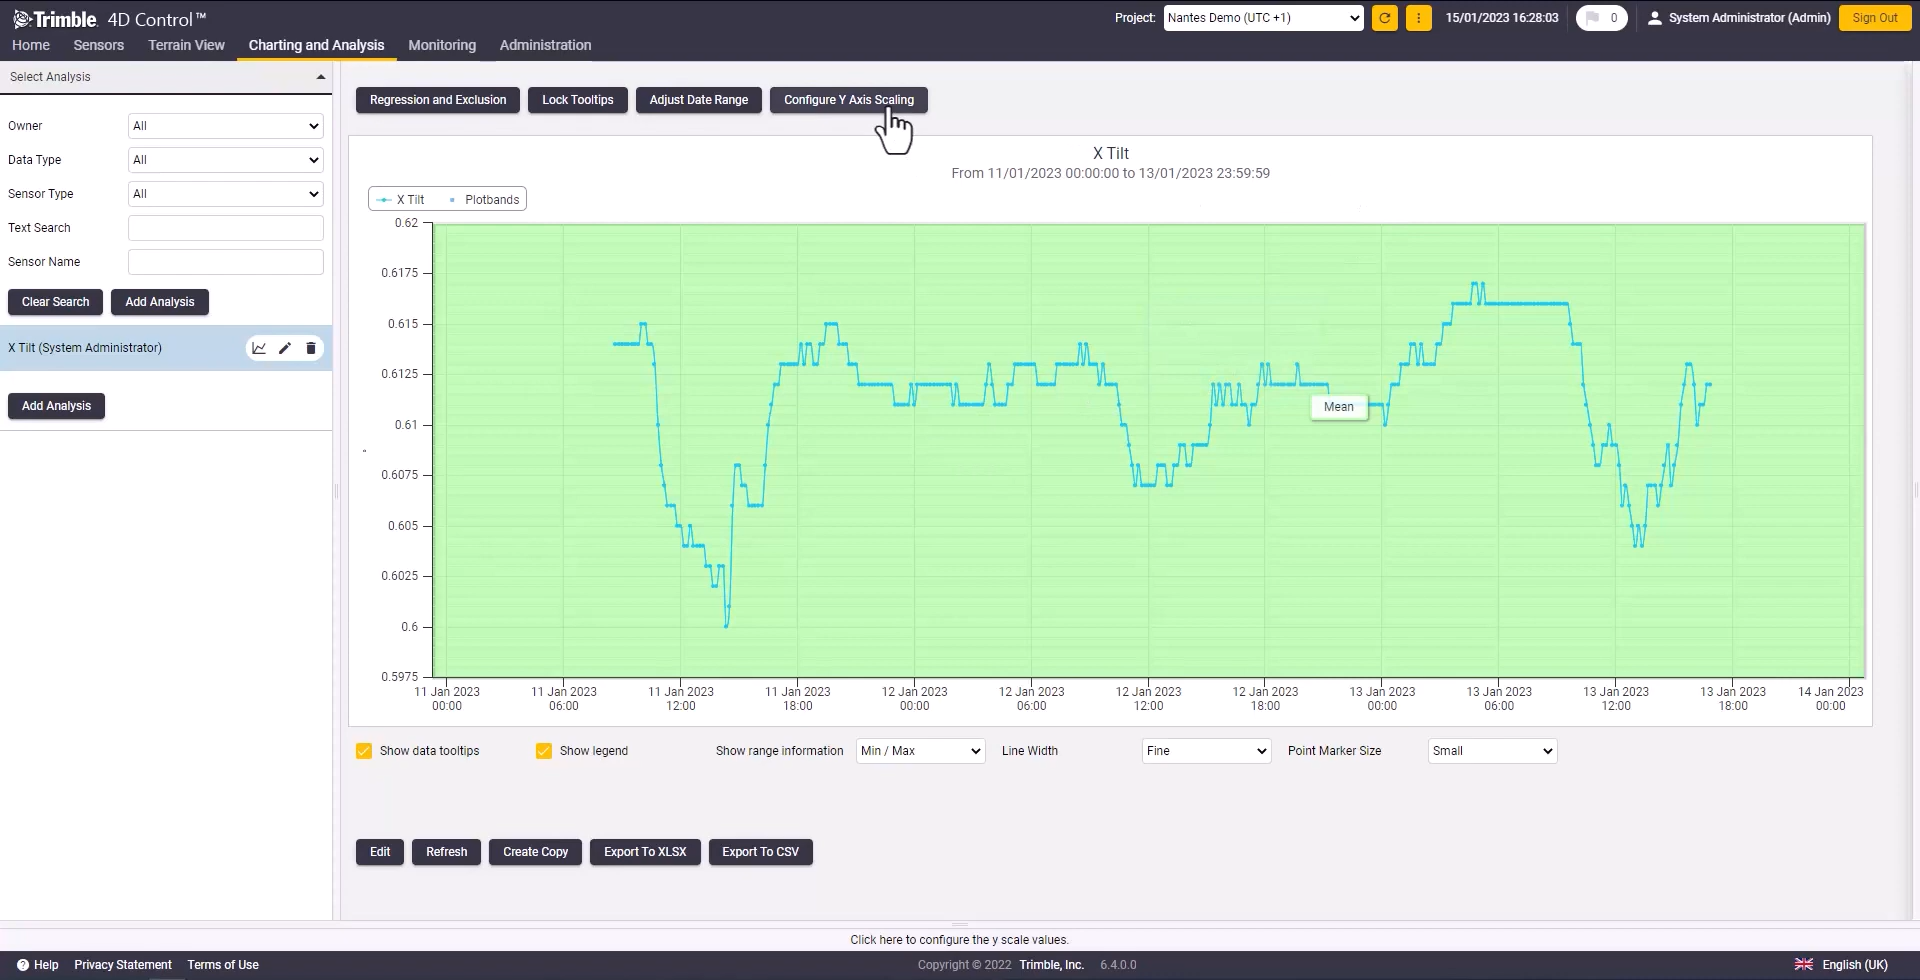 Trimble. 4D Control™
Project: Nantes Demo (UTC +1) 15/01/2023 16:28:03 0 System Administrator (Admin) Sign Out
Home Sensors Terrain View Charting and Analysis Monitoring Administration
Select Analysis
Owner All
Data Type All
Sensor Type All
Text Search
Sensor Name
Clear Search Add Analysis
X Tilt (System Administrator)
Add Analysis
Regression and Exclusion Lock Tooltips Adjust Date Range Configure Y Axis Scaling
X Tilt
From 11/01/2023 00:00:00 to 13/01/2023 23:59:59
X Tilt Plotbands
0.62
0.6175
0.615
0.6125
0.61
0.6075
0.605
0.6025
0.6
0.5975
Mean
11 Jan 2023 11 Jan 2023 11 Jan 2023 11 Jan 2023 12 Jan 2023 12 Jan 2023 12 Jan 2023 12 Jan 2023 13 Jan 2023 13 Jan 2023 13 Jan 2023 13 Jan 2023 14 Jan 2023
00:00 06:00 12:00 18:00 00:00 06:00 12:00 18:00 00:00 06:00 12:00 18:00 00:00
Show data tooltips Show legend Show range information Min / Max Line Width Fine Point Marker Size Small
Edit Refresh Create Copy Export To XLSX Export To CSV
Click here to configure the y scale values.
Help Privacy Statement Terms of Use Copyright © 2022 Trimble, Inc. 6.4.0.0 English (UK)